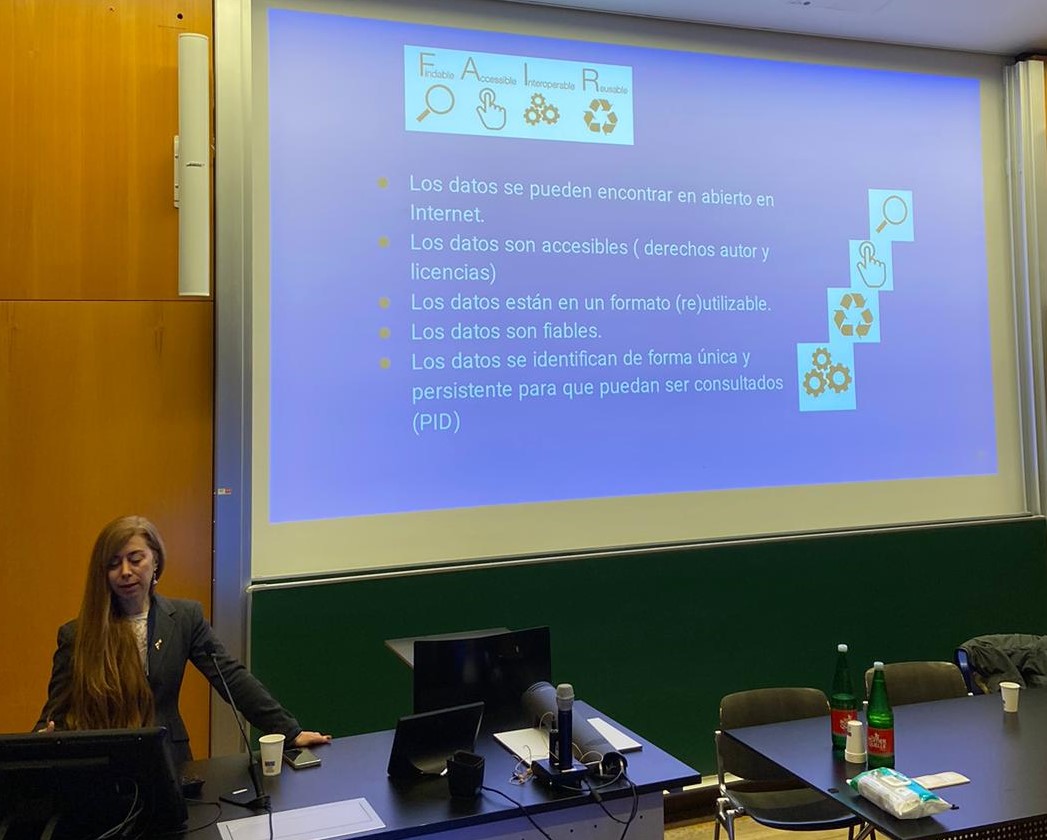 Findable Accessible Interoperable Reusable
Los datos se pueden encontrar en abierto en
Internet.
Los datos son accesibles ( derechos autor y
licencias)
Los datos están en un formato (re)utilizable.
Los datos son fiables.
Los datos se identifican de forma única y
persistente para que puedan ser consultados
(PID)